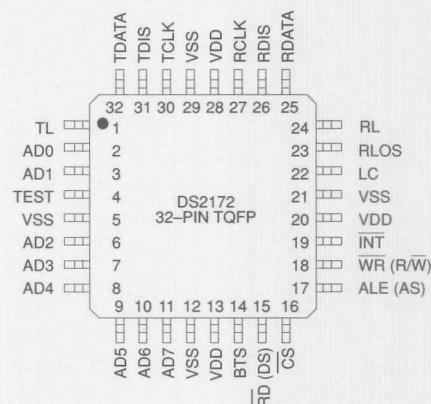 TDATA TDIS TCLK VSS VDD RCLK RDIS RDATA
32 31 30 29 28 27 26 25
TL 1 24 RL
AD0 2 23 RLOS
AD1 3 22 LC
TEST 4 21 VSS
VSS 5 20 VDD
AD2 6 19 INT
AD3 7 18 WR (R/W)
AD4 8 17 ALE (AS)
DS2172
32–PIN TQFP
9 10 11 12 13 14 15 16
AD5 AD6 AD7 VSS VDD BTS RD (DS) CS